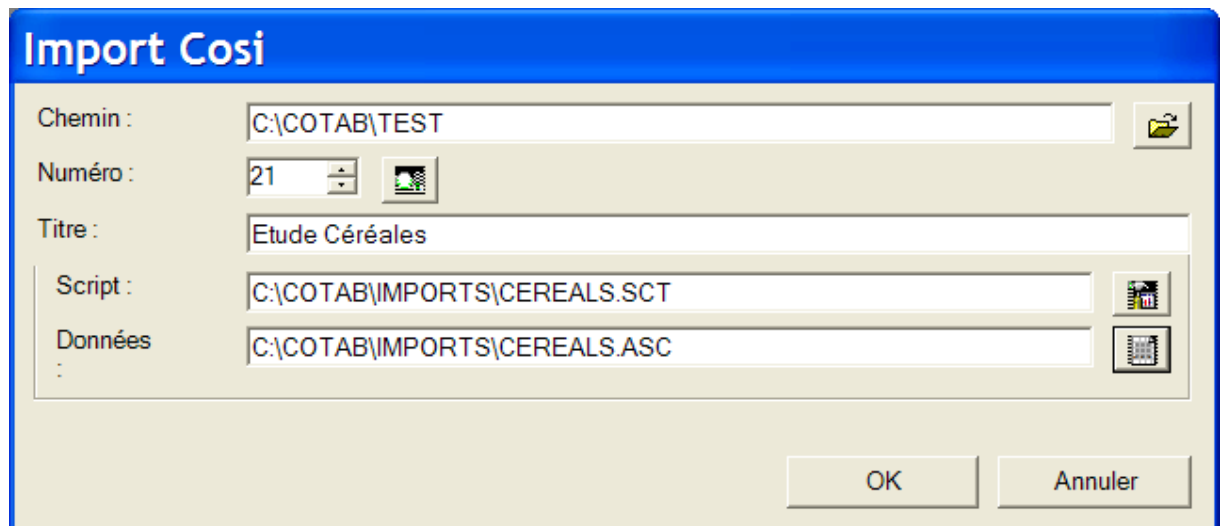 Import Cosi
Chemin : C:\COTAB\TEST
Numéro : 21
Titre : Etude Céréales
Script : C:\COTAB\IMPORTS\CEREALS.SCT
Données : C:\COTAB\IMPORTS\CEREALS.ASC
OK Annuler